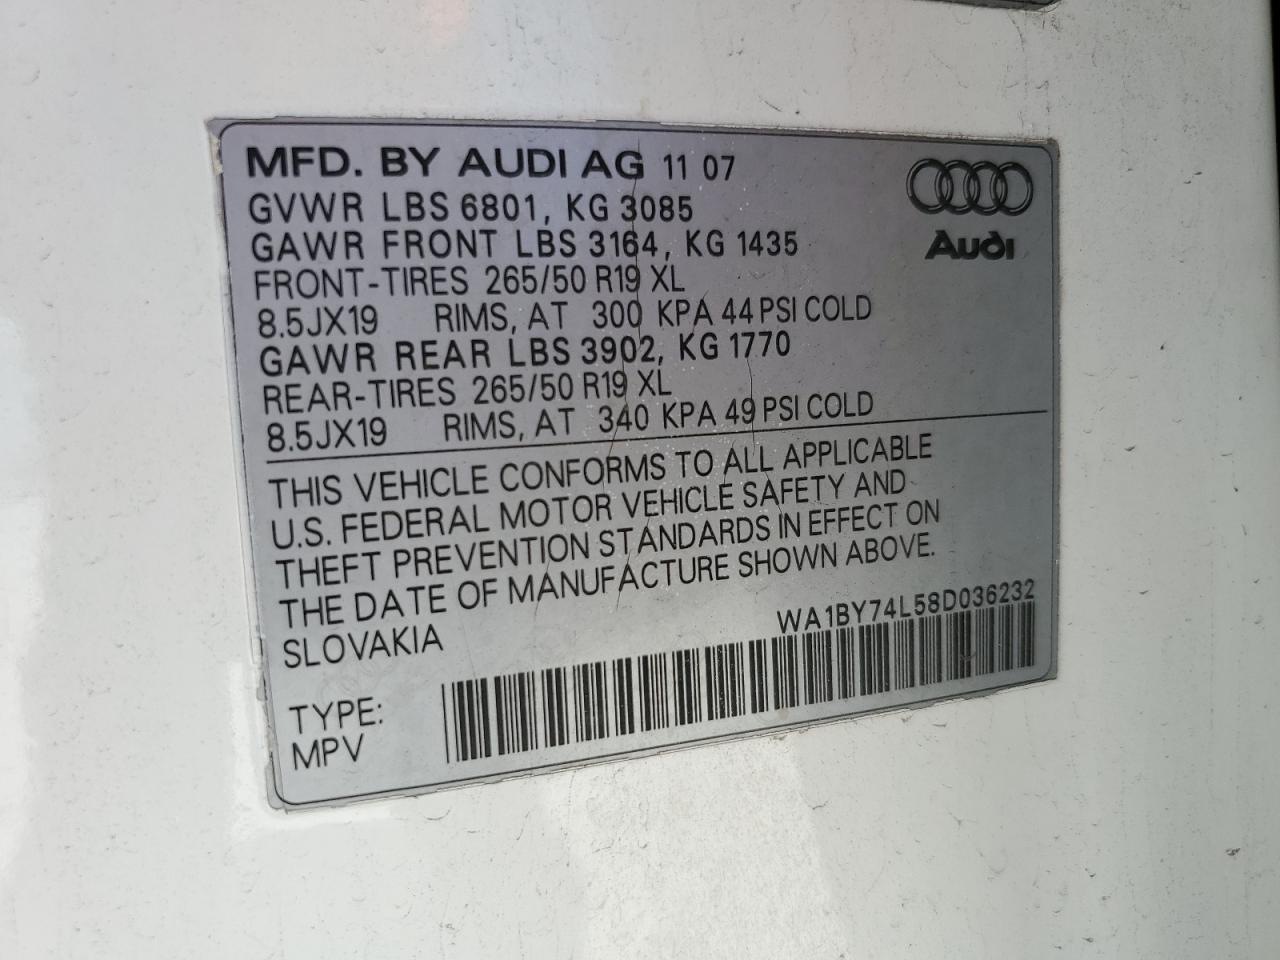 MFD. BY AUDI AG 11 07
GVWR LBS 6801, KG 3085
GAWR FRONT LBS 3164, KG 1435
FRONT-TIRES 265/50 R19 XL
8.5JX19 RIMS, AT 300 KPA 44 PSI COLD
GAWR REAR LBS 3902, KG 1770
REAR-TIRES 265/50 R19 XL
8.5JX19 RIMS, AT 340 KPA 49 PSI COLD
Audi
THIS VEHICLE CONFORMS TO ALL APPLICABLE
U.S. FEDERAL MOTOR VEHICLE SAFETY AND
THEFT PREVENTION STANDARDS IN EFFECT ON
THE DATE OF MANUFACTURE SHOWN ABOVE.
SLOVAKIA
WA1BY74L58D036232
TYPE:
MPV